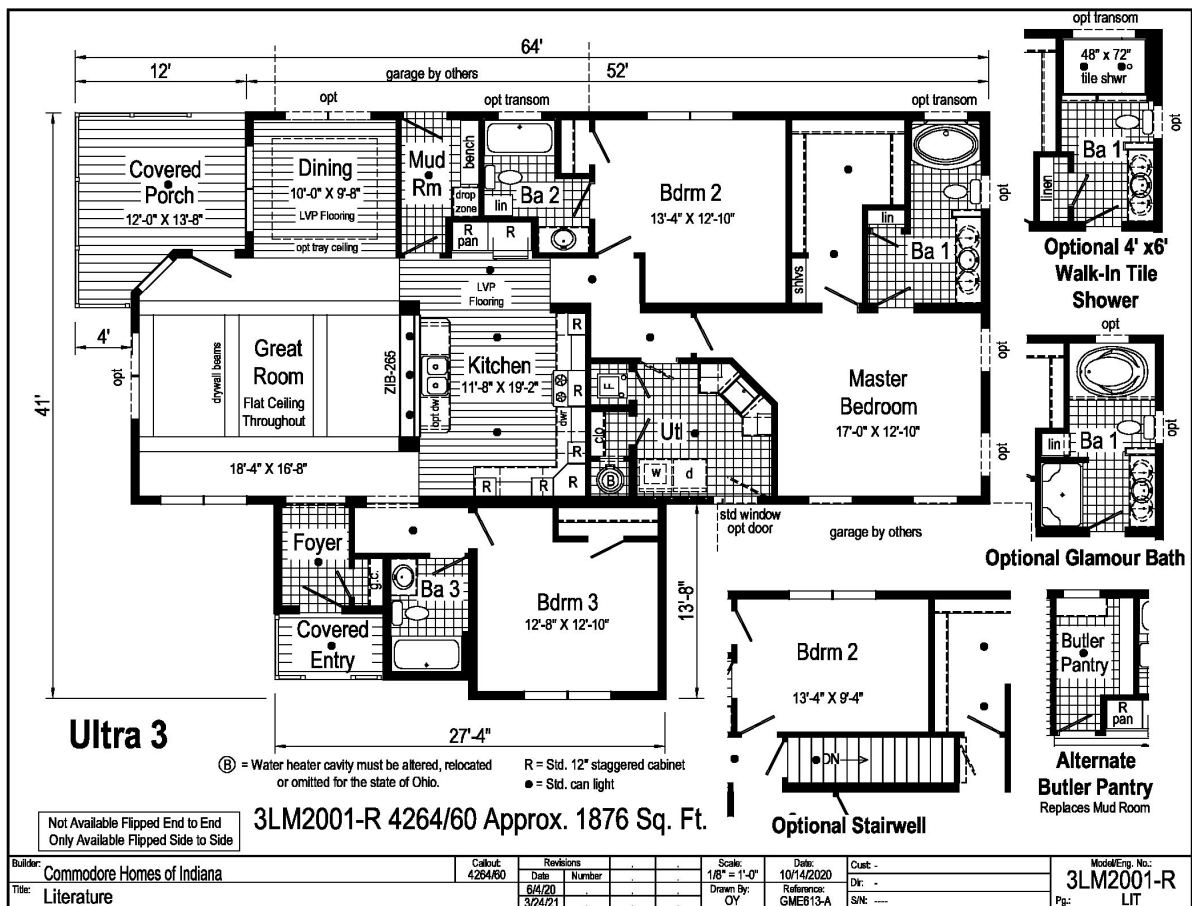 64'
12'
garage by others
52'
opt
opt transom
opt transom
opt transom
48" x 72"
tile shwr
opt
Covered
Porch
12'-0" X 13'-8"
Dining
10'-0" X 9'-8"
LVP Flooring
opt tray ceiling
Mud
Rm
bench
drop
zone
Ba 2
lin
R
pan
R
Bdrm 2
13'-4" X 12'-10"
shlvs
lin
Ba 1
opt
Ba 1
linen
Optional 4' x6'
Walk-In Tile
Shower
4'
opt
41'
drywall beams
Great
Room
Flat Ceiling
Throughout
18'-4" X 16'-8"
ZIB-265
LVP
Flooring
Kitchen
11'-8" X 19'-2"
opt dw
R
R
R
dwr
R
R
R
R
R
F
clo
B
Utl
w
d
std window
opt door
Master
Bedroom
17'-0" X 12'-10"
opt
opt
garage by others
opt
lin
Ba 1
opt
Optional Glamour Bath
Foyer
g.c.
Covered
Entry
Ba 3
Bdrm 3
12'-8" X 12'-10"
13'-8"
27'-4"
Bdrm 2
13'-4" X 9'-4"
DN
Optional Stairwell
Butler
Pantry
R
pan
Alternate
Butler Pantry
Replaces Mud Room
Ultra 3
B = Water heater cavity must be altered, relocated
or omitted for the state of Ohio.
R = Std. 12" staggered cabinet
● = Std. can light
Not Available Flipped End to End
Only Available Flipped Side to Side
3LM2001-R 4264/60 Approx. 1876 Sq. Ft.
Builder: Commodore Homes of Indiana
Title: Literature
Callout:
4264/60
Revisions
Date Number
6/4/20
3/24/21
Scale:
1/8" = 1'-0"
Drawn By:
OY
Date:
10/14/2020
Reference:
GME613-A
Cust: -
Dir: -
S/N: ----
Model/Eng. No.:
3LM2001-R
Pg.: LIT